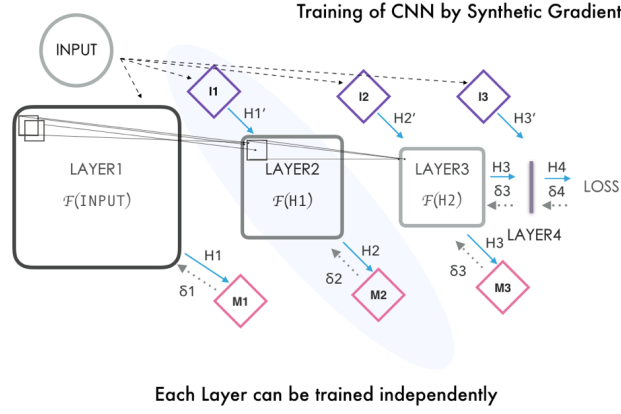 Training of CNN by Synthetic Gradient
INPUT
I1
I2
I3
H1′
H2′
H3′
LAYER1
F(INPUT)
LAYER2
F(H1)
LAYER3
F(H2)
H3
δ3
H4
δ4
LOSS
LAYER4
H1
δ1
M1
H2
δ2
M2
H3
δ3
M3
Each Layer can be trained independently